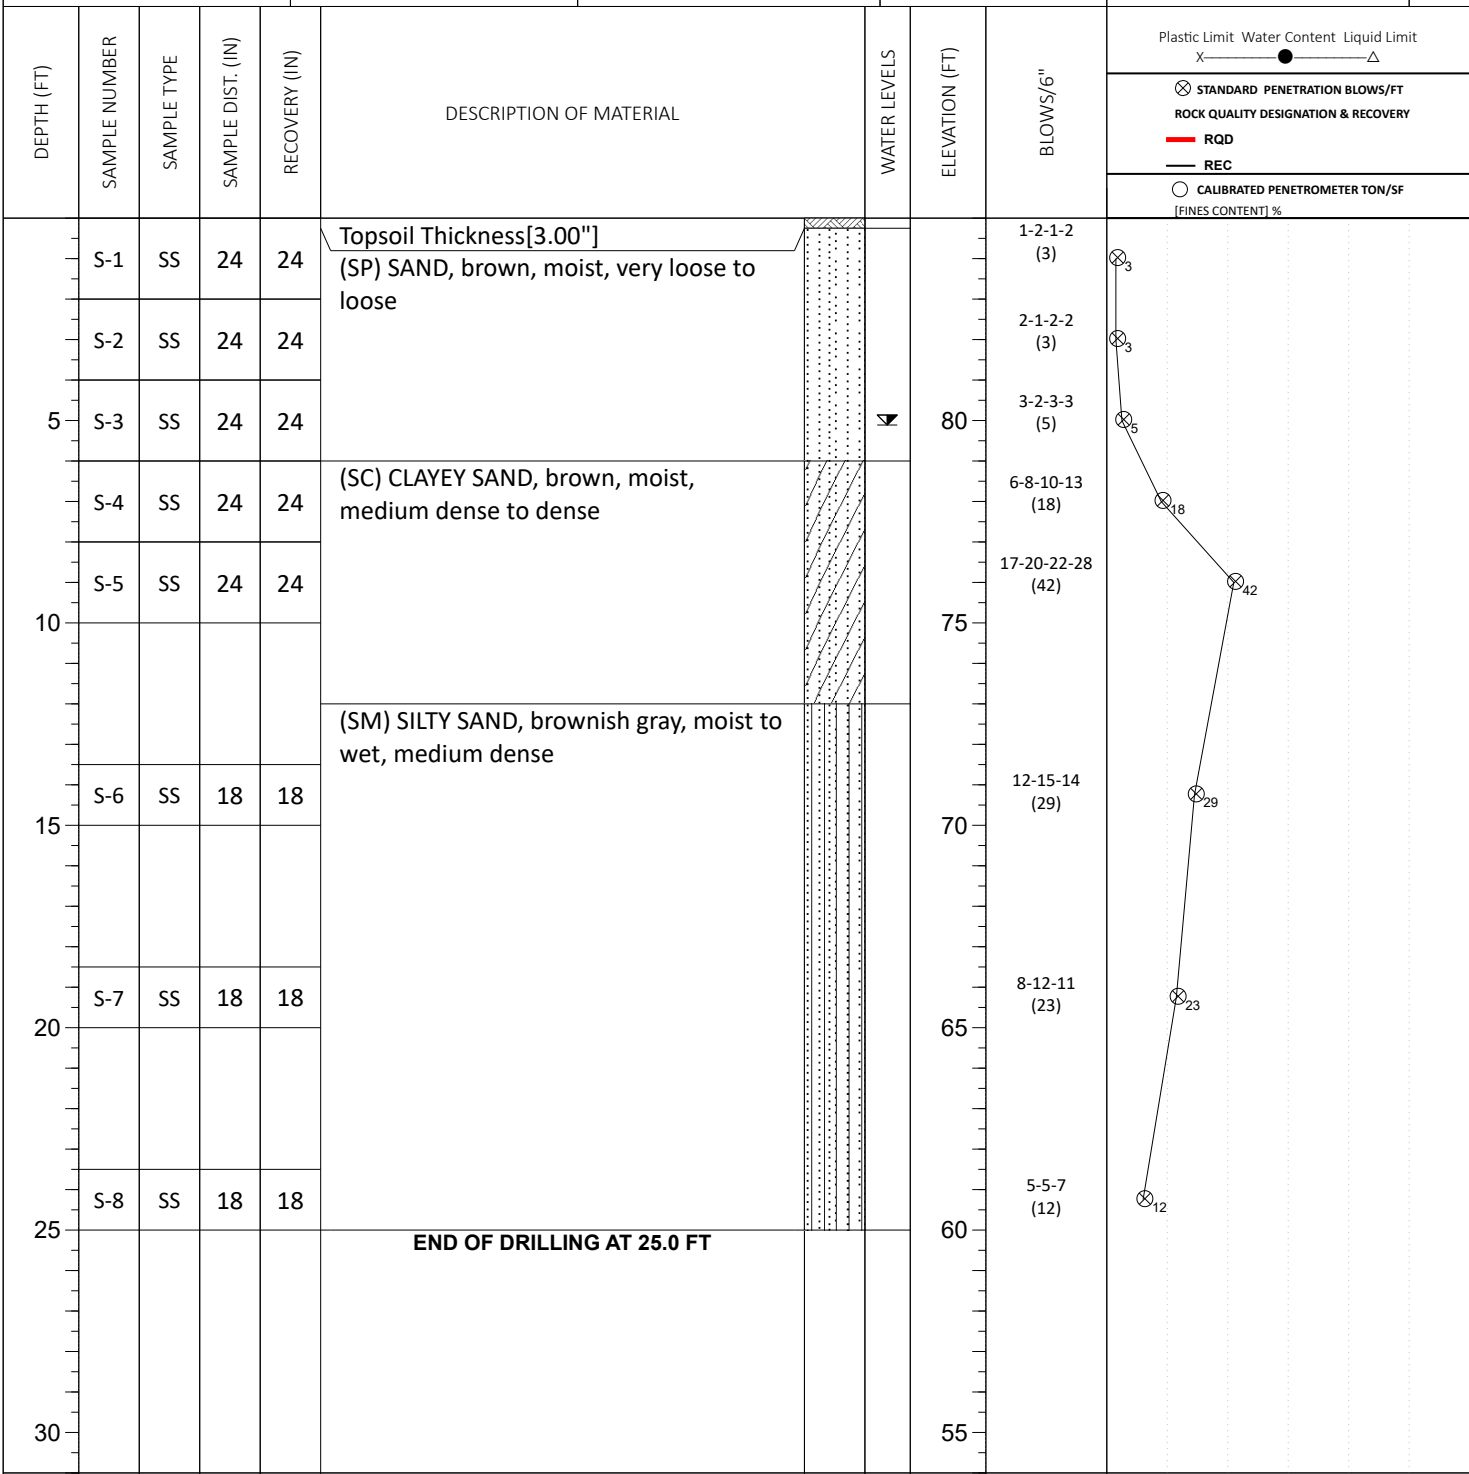 DEPTH (FT)
SAMPLE NUMBER
SAMPLE TYPE
SAMPLE DIST. (IN)
RECOVERY (IN)
DESCRIPTION OF MATERIAL
WATER LEVELS
ELEVATION (FT)
BLOWS/6"
Plastic Limit Water Content Liquid Limit
X
STANDARD PENETRATION BLOWS/FT
ROCK QUALITY DESIGNATION & RECOVERY
RQD
REC
CALIBRATED PENETROMETER TON/SF
[FINES CONTENT] %
Topsoil Thickness[3.00"]
S-1 SS 24 24
(SP) SAND, brown, moist, very loose to
loose
1-2-1-2
(3)
3
S-2 SS 24 24
2-1-2-2
(3)
3
5 S-3 SS 24 24
80
3-2-3-3
(5)
5
(SC) CLAYEY SAND, brown, moist,
medium dense to dense
S-4 SS 24 24
6-8-10-13
(18)
18
S-5 SS 24 24
17-20-22-28
(42)
42
10
75
(SM) SILTY SAND, brownish gray, moist to
wet, medium dense
S-6 SS 18 18
12-15-14
(29)
29
15
70
S-7 SS 18 18
8-12-11
(23)
23
20
65
S-8 SS 18 18
5-5-7
(12)
12
25
60
END OF DRILLING AT 25.0 FT
30
55